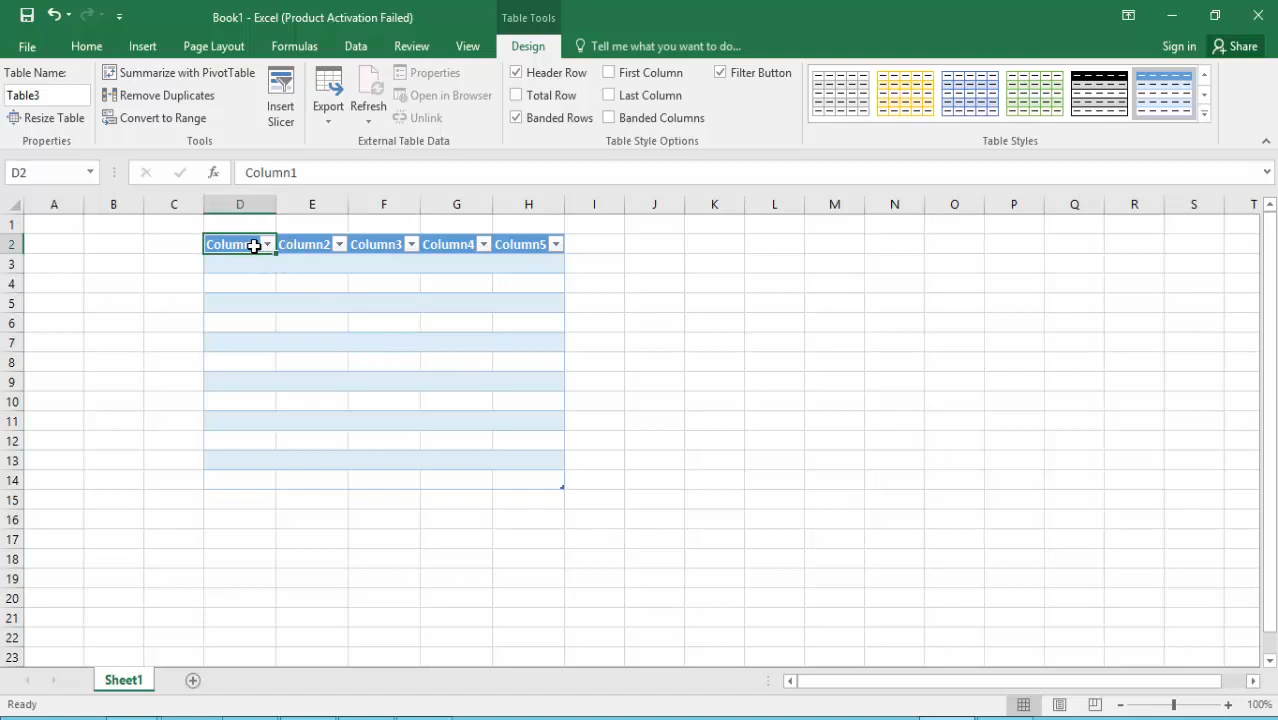 Book1 - Excel (Product Activation Failed) Table Tools
File Home Insert Page Layout Formulas Data Review View Design Tell me what you want to do... Sign in Share
Table Name: Summarize with PivotTable Properties Header Row First Column Filter Button
Table3 Remove Duplicates Insert Slicer Export Refresh Open in Browser Total Row Last Column
Resize Table Convert to Range Unlink Banded Rows Banded Columns
Properties Tools External Table Data Table Style Options Table Styles
D2 fx Column1
A B C D E F G H I J K L M N O P Q R S T
1
2 Column Column2 Column3 Column4 Column5
3
4
5
6
7
8
9
10
11
12
13
14
15
16
17
18
19
20
21
22
23
Sheet1
Ready 100%